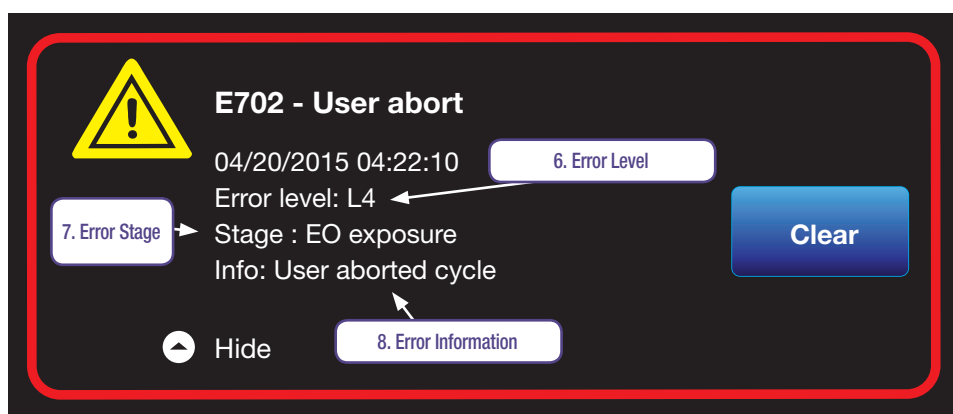 E702 - User abort
04/20/2015 04:22:10
6. Error Level
Error level: L4
7. Error Stage
Stage : EO exposure
Clear
Info: User aborted cycle
Hide
8. Error Information